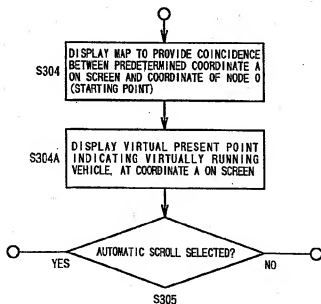 DISPLAY MAP TO PROVIDE COINCIDENCE
BETWEEN PREDETERMINED COORDINATE A
ON SCREEN AND COORDINATE OF NODE 0
(STARTING POINT)
S304
DISPLAY VIRTUAL PRESENT POINT
INDICATING VIRTUALLY RUNNING
VEHICLE, AT COORDINATE A ON SCREEN
S304A
AUTOMATIC SCROLL SELECTED?
YES
NO
S305